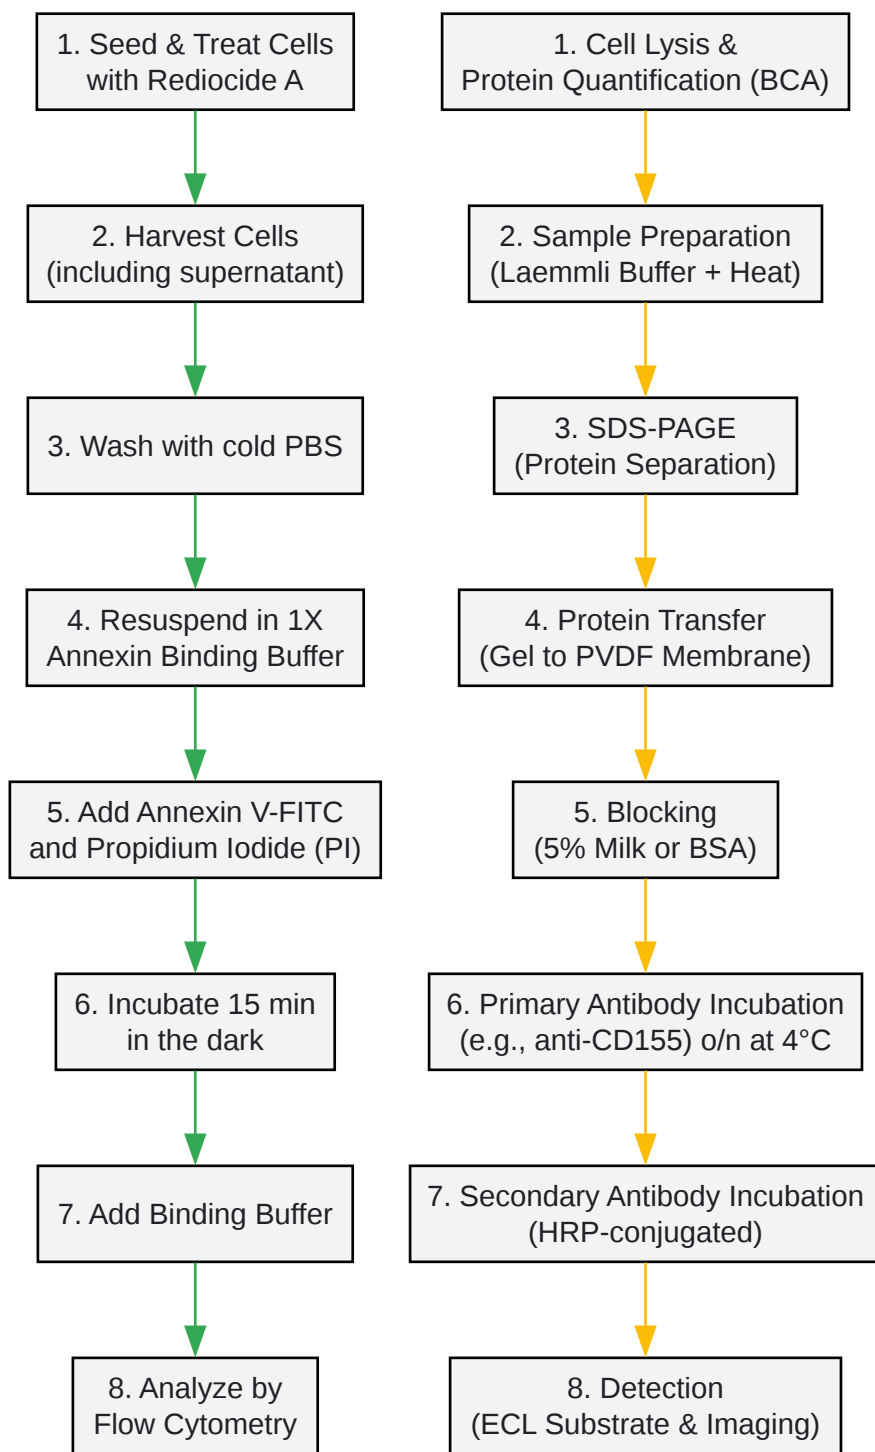 1. Seed & Treat Cells
with Rediocide A
2. Harvest Cells
(including supernatant)
3. Wash with cold PBS
4. Resuspend in 1X
Annexin Binding Buffer
5. Add Annexin V-FITC
and Propidium Iodide (PI)
6. Incubate 15 min
in the dark
7. Add Binding Buffer
8. Analyze by
Flow Cytometry
1. Cell Lysis &
Protein Quantification (BCA)
2. Sample Preparation
(Laemmli Buffer + Heat)
3. SDS-PAGE
(Protein Separation)
4. Protein Transfer
(Gel to PVDF Membrane)
5. Blocking
(5% Milk or BSA)
6. Primary Antibody Incubation
(e.g., anti-CD155) o/n at 4°C
7. Secondary Antibody Incubation
(HRP-conjugated)
8. Detection
(ECL Substrate & Imaging)